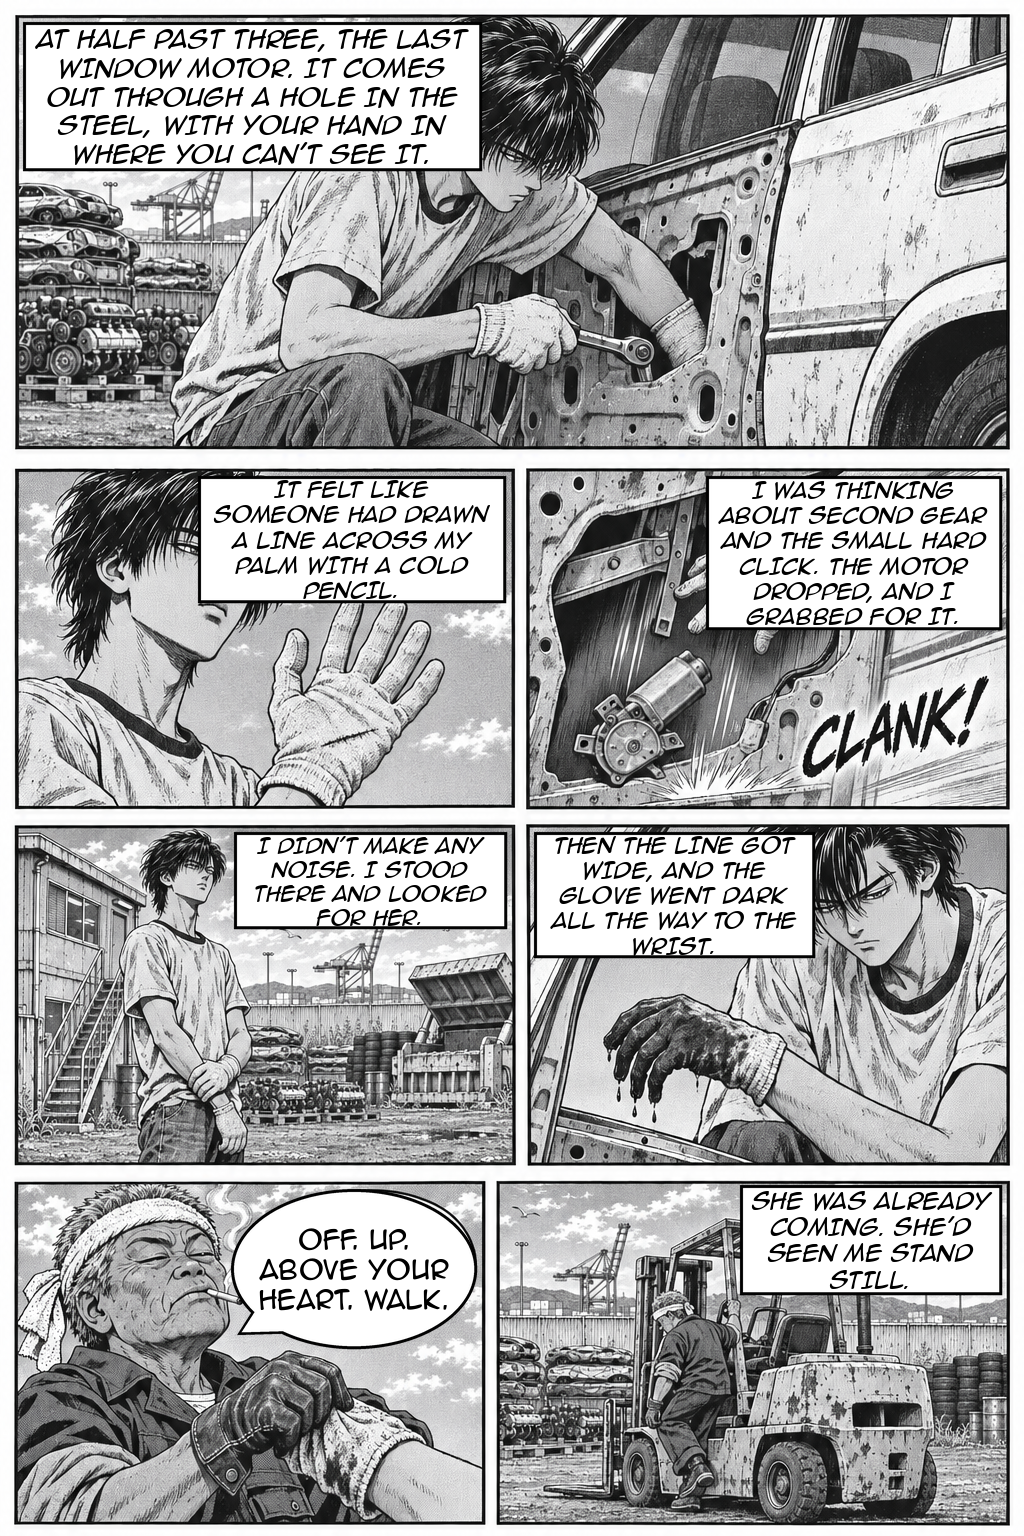 AT HALF PAST THREE, THE LAST
WINDOW MOTOR. IT COMES
OUT THROUGH A HOLE IN THE
STEEL, WITH YOUR HAND IN
WHERE YOU CAN'T SEE IT.
IT FELT LIKE
SOMEONE HAD DRAWN
A LINE ACROSS MY
PALM WITH A COLD
PENCIL.
I WAS THINKING
ABOUT SECOND GEAR
AND THE SMALL HARD
CLICK. THE MOTOR
DROPPED, AND I
GRABBED FOR IT.
CLANK!
I DIDN'T MAKE ANY
NOISE. I STOOD
THERE AND LOOKED
FOR HER.
THEN THE LINE GOT
WIDE, AND THE
GLOVE WENT DARK
ALL THE WAY TO THE
WRIST.
OFF. UP.
ABOVE YOUR
HEART. WALK.
SHE WAS ALREADY
COMING. SHE'D
SEEN ME STAND
STILL.